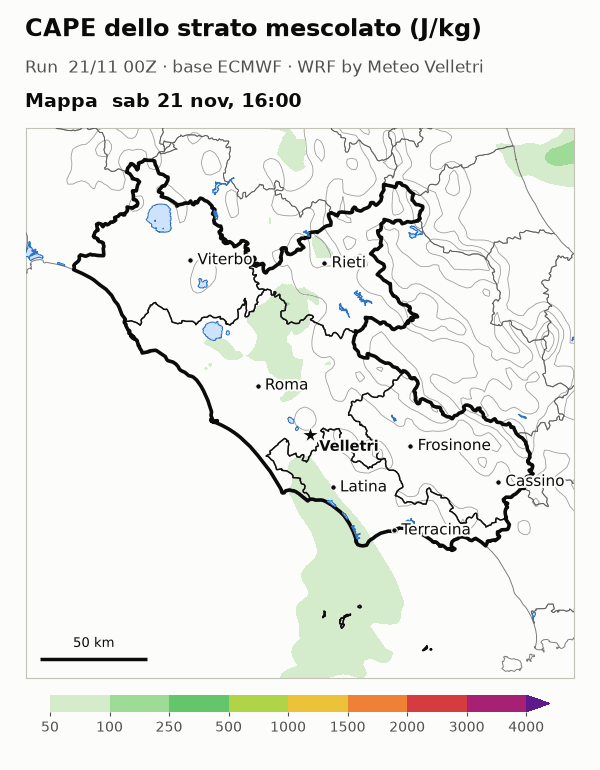 CAPE dello strato mescolato (J/kg)
Run  21/11 00Z · base ECMWF · WRF by Meteo Velletri
Mappa  sab 21 nov, 16:00
Viterbo
Rieti
Roma
Velletri
Frosinone
Latina
Cassino
Terracina
50 km
50 100 250 500 1000 1500 2000 3000 4000